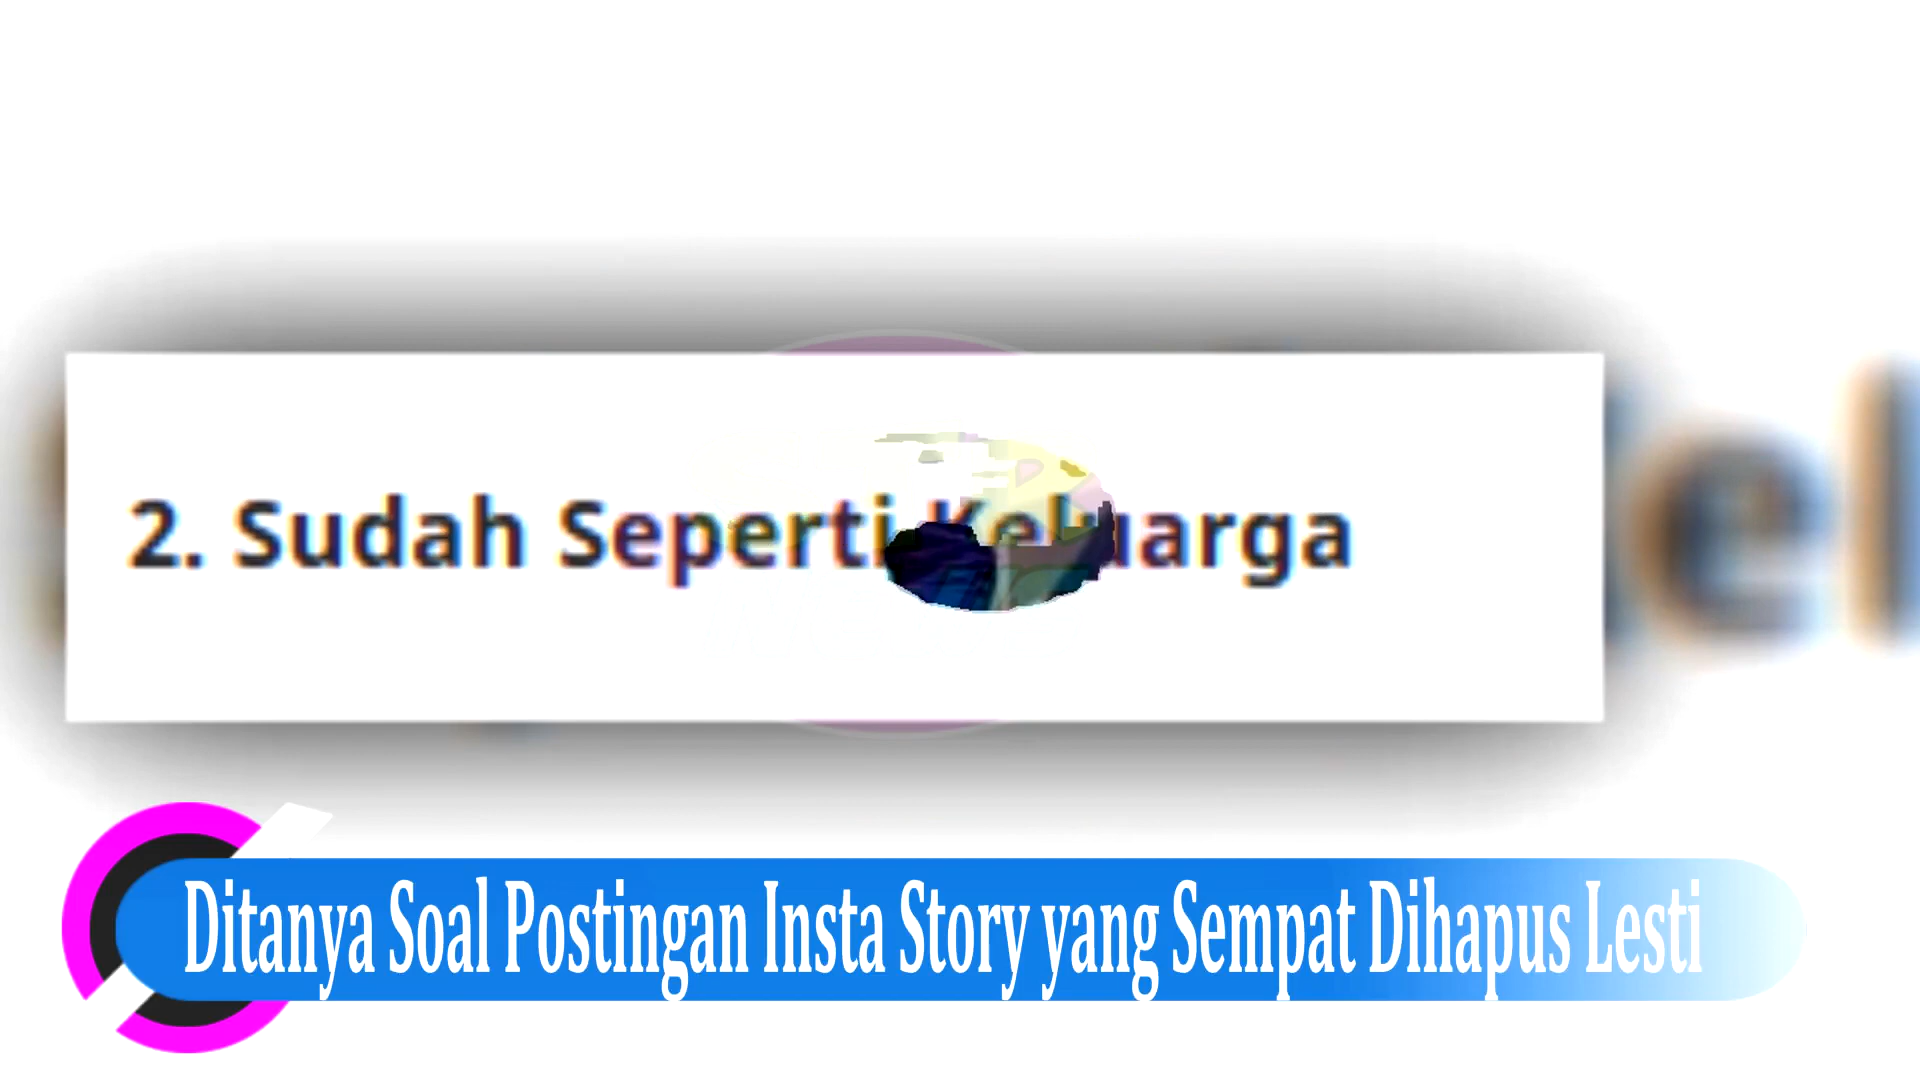 2. Sudah Seperti Keluarga
Ditanya Soal Postingan Insta Story yang Sempat Dihapus Lesti